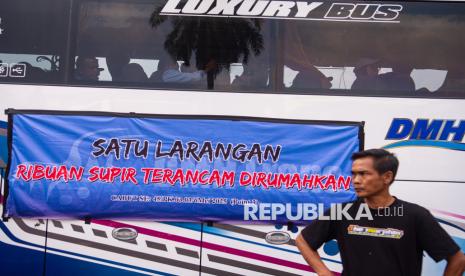 LUXURY BUS
SATU LARANGAN
RIBUAN SUPIR TERANCAM DIRUMAHKAN
DMH
REPUBLIKA.co.id